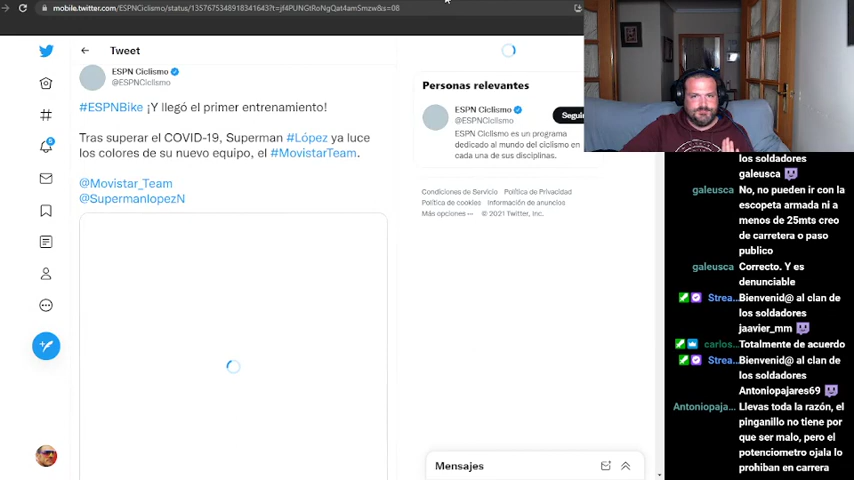 mobile.twitter.com/ESPNCiclismo/status/1357675348918341643?t=jf4PUNGtRoNgQat4amSmzw&s=08
Tweet
ESPN Ciclismo
@ESPNCiclismo
#ESPNBike ¡Y llegó el primer entrenamiento!
Tras superar el COVID-19, Superman #López ya luce
los colores de su nuevo equipo, el #MovistarTeam.
@Movistar_Team
@SupermanlopezN
Personas relevantes
ESPN Ciclismo
@ESPNCiclismo
Seguir
ESPN Ciclismo es un programa
dedicado al mundo del ciclismo en
cada una de sus disciplinas.
Condiciones de Servicio Política de Privacidad
Política de cookies Información de anuncios
Más opciones ··· © 2021 Twitter, Inc.
Mensajes
los soldadores
galeusca
galeusca No, no pueden ir con la
escopeta armada ni a
menos de 25mts creo
de carretera o paso
publico
galeusca Correcto. Y es
denunciable
Strea... Bienvenid@ al clan de
los soldadores
jaavier_mm
carlos... Totalmente de acuerdo
Strea... Bienvenid@ al clan de
los soldadores
Antoniopajares69
Antoniopaja... Llevas toda la razón, el
pinganillo no tiene por
que ser malo, pero el
potenciometro ojala lo
prohiban en carrera